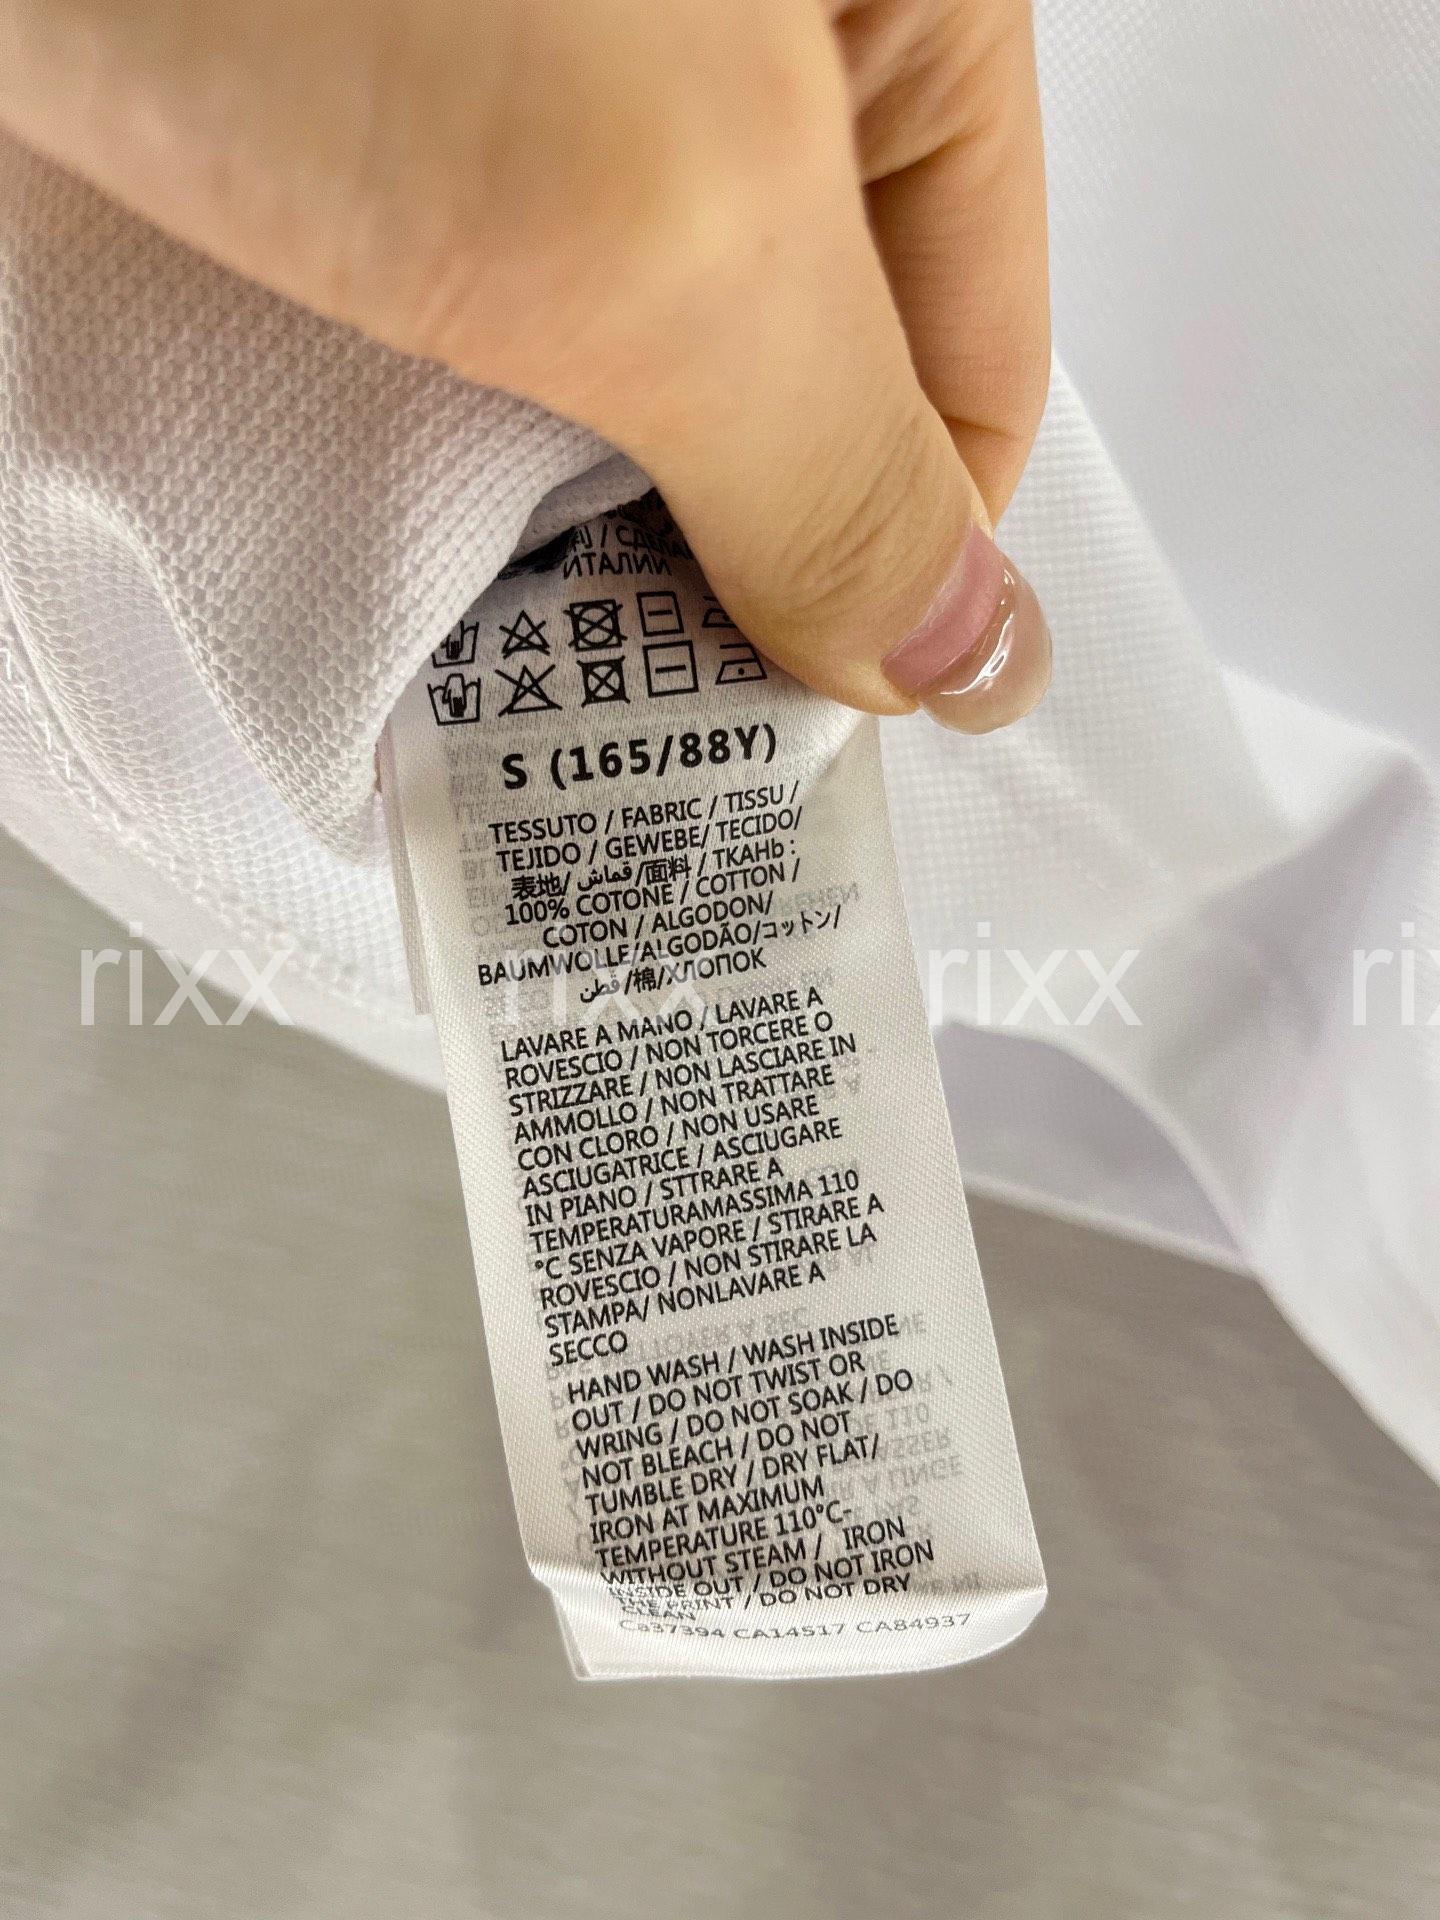 利 / СДЕЛАН
ИТАЛИИ
S (165/88Y)
TESSUTO / FABRIC / TISSU /
TEJIDO / GEWEBE/ TECIDO/
表地/ قماش /面料 / TKAHb :
100% COTONE / COTTON /
COTON / ALGODON/
BAUMWOLLE/ALGODÃO/コットン/
قطن /棉/ХЛОПОК
LAVARE A MANO / LAVARE A
ROVESCIO / NON TORCERE O
STRIZZARE / NON LASCIARE IN
AMMOLLO / NON TRATTARE
CON CLORO / NON USARE
ASCIUGATRICE / ASCIUGARE
IN PIANO / STTRARE A
TEMPERATURAMASSIMA 110
°C SENZA VAPORE / STIRARE A
ROVESCIO / NON STIRARE LA
STAMPA/ NONLAVARE A
SECCO
HAND WASH / WASH INSIDE
OUT / DO NOT TWIST OR
WRING / DO NOT SOAK / DO
NOT BLEACH / DO NOT
TUMBLE DRY / DRY FLAT/
IRON AT MAXIMUM
TEMPERATURE 110°C-
WITHOUT STEAM / IRON
INSIDE OUT / DO NOT IRON
THE PRINT / DO NOT DRY
CLEAN
Ca37394 CA14517 CA84937
rixx rixx rixx